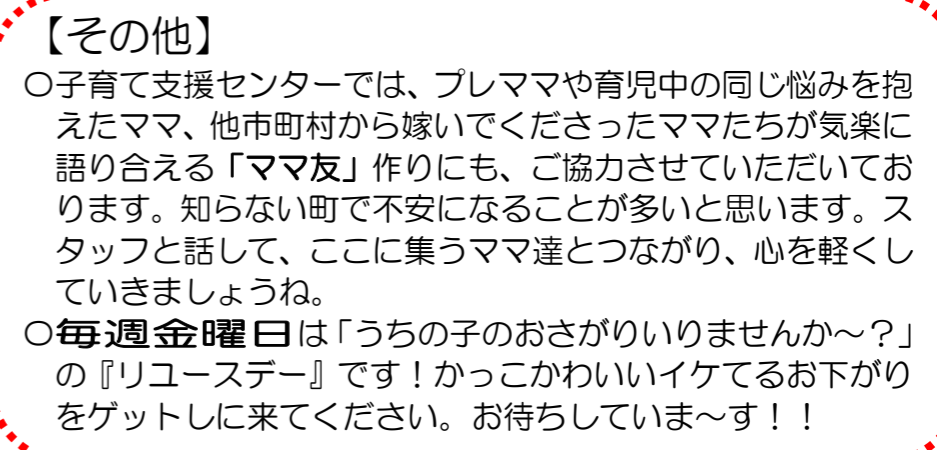 【その他】
〇子育て支援センターでは、プレママや育児中の同じ悩みを抱
えたママ、他市町村から嫁いでくださったママたちが気楽に
語り合える「ママ友」作りにも、ご協力させていただいてお
ります。知らない町で不安になることが多いと思います。ス
タッフと話して、ここに集うママ達とつながり、心を軽くし
ていきましょうね。
〇毎週金曜日は「うちの子のおさがりいりませんか～？」
の『リユースデー』です！かっこかわいいイケてるお下がり
をゲットしに来てください。お待ちしていま～す！！